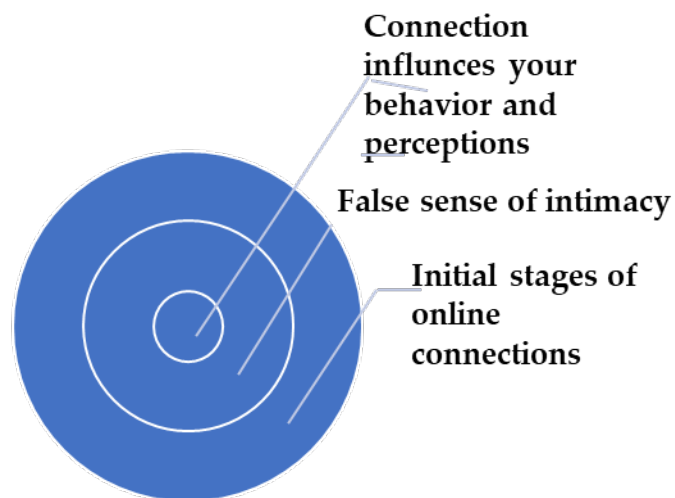 Connection
influnces your
behavior and
perceptions
False sense of intimacy
Initial stages of
online
connections